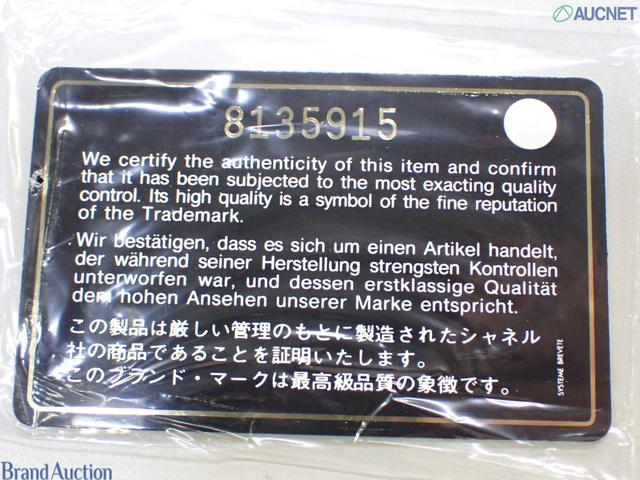 AUCNET
8135915
We certify the authenticity of this item and confirm
that it has been subjected to the most exacting quality
control. Its high quality is a symbol of the fine reputation
of the Trademark.
Wir bestätigen, dass es sich um einen Artikel handelt,
der während seiner Herstellung strengsten Kontrollen
unterworfen war, und dessen erstklassige Qualität
dem hohen Ansehen unserer Marke entspricht.
この製品は厳しい管理のもとに製造されたシャネル
社の商品であることを証明いたします。
このブランド・マークは最高級品質の象徴です。
SYSTEME BREVETE
Brand Auction